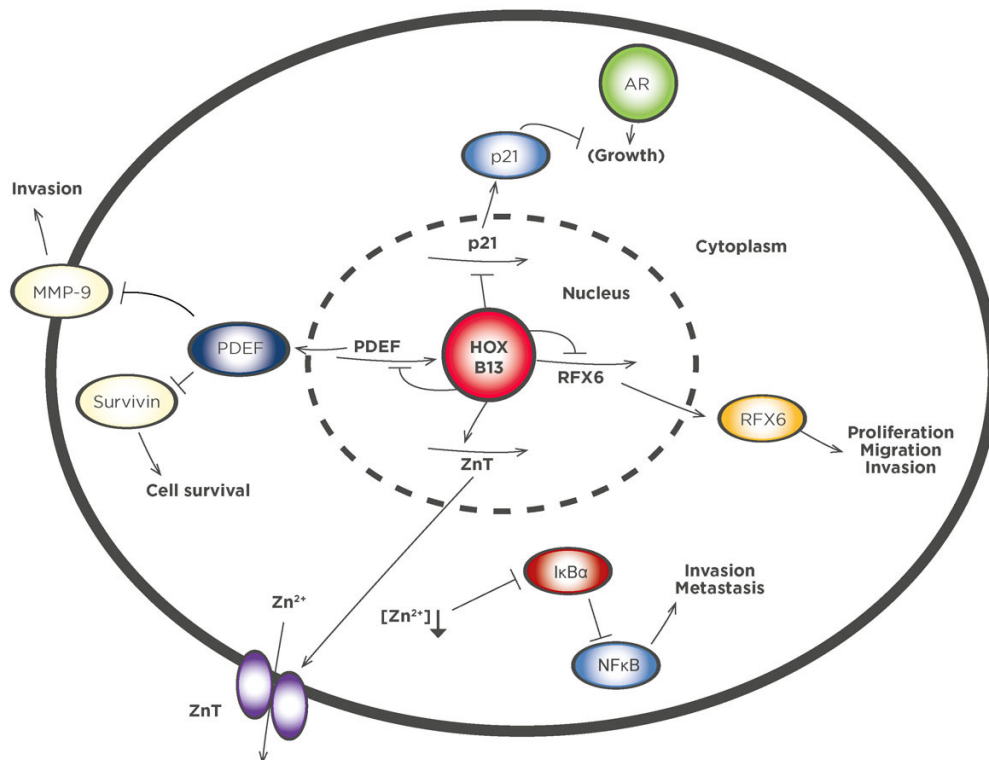 AR
p21
(Growth)
Invasion
p21
Cytoplasm
MMP-9
Nucleus
PDEF
PDEF
HOX
B13
RFX6
Survivin
RFX6
Proliferation
Migration
Invasion
ZnT
Cell survival
IκBα
Invasion
Metastasis
Zn²⁺
[Zn²⁺]
NFκB
ZnT